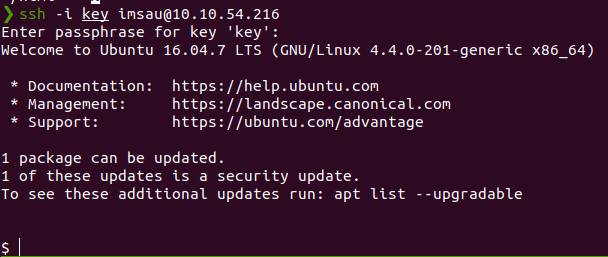 ❯ ssh -i key imsau@10.10.54.216
Enter passphrase for key 'key':
Welcome to Ubuntu 16.04.7 LTS (GNU/Linux 4.4.0-201-generic x86_64)
* Documentation:  https://help.ubuntu.com
* Management:     https://landscape.canonical.com
* Support:        https://ubuntu.com/advantage
1 package can be updated.
1 of these updates is a security update.
To see these additional updates run: apt list --upgradable
$